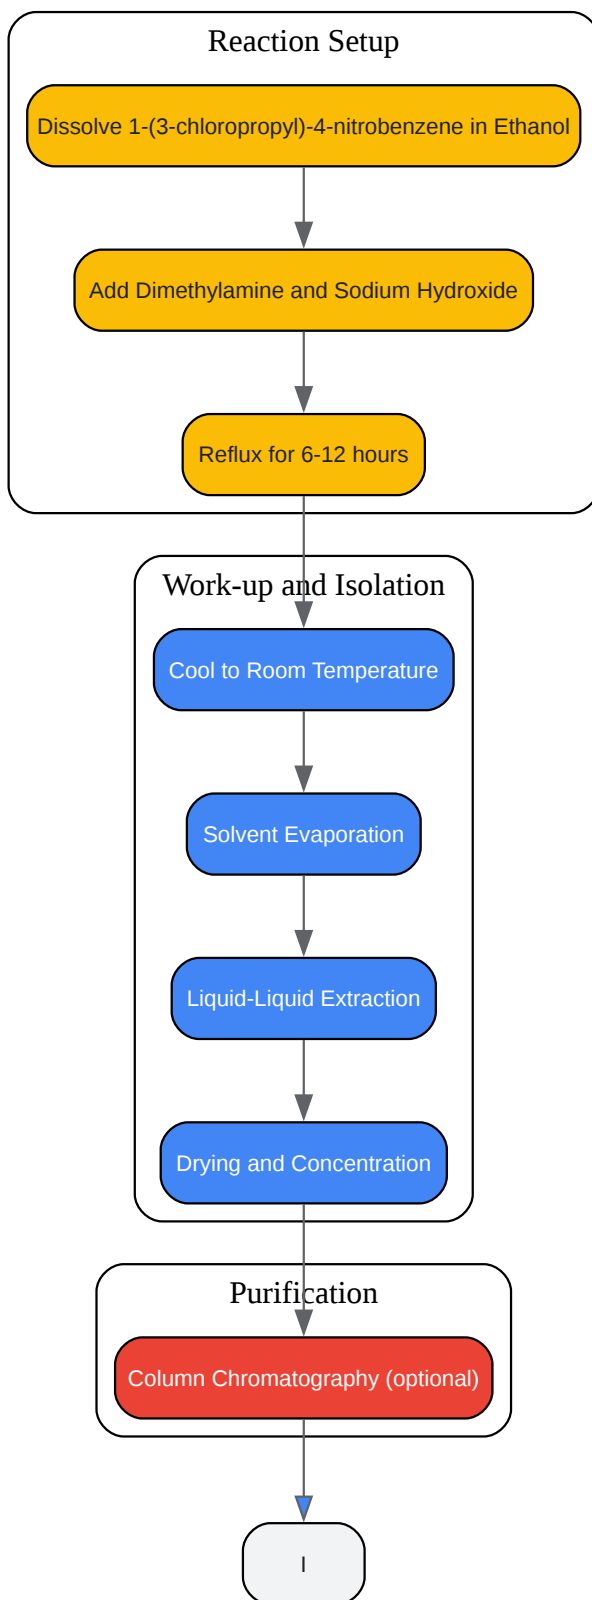 Reaction Setup
Dissolve 1-(3-chloropropyl)-4-nitrobenzene in Ethanol
Add Dimethylamine and Sodium Hydroxide
Reflux for 6-12 hours
Work-up and Isolation
Cool to Room Temperature
Solvent Evaporation
Liquid-Liquid Extraction
Drying and Concentration
Purification
Column Chromatography (optional)
I